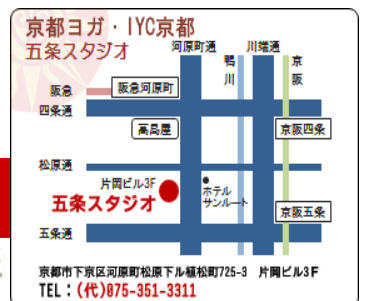 京都ヨガ・IYC京都
五条スタジオ
河原町通
川端通
鴨川
京阪
阪急
阪急河原町
四条通
高島屋
京阪四条
松原通
片岡ビル3F
五条スタジオ
ホテル
サンルート
京阪五条
五条通
京都市下京区河原町松原下ル植松町725-3 片岡ビル3F
TEL：(代)075-351-3311